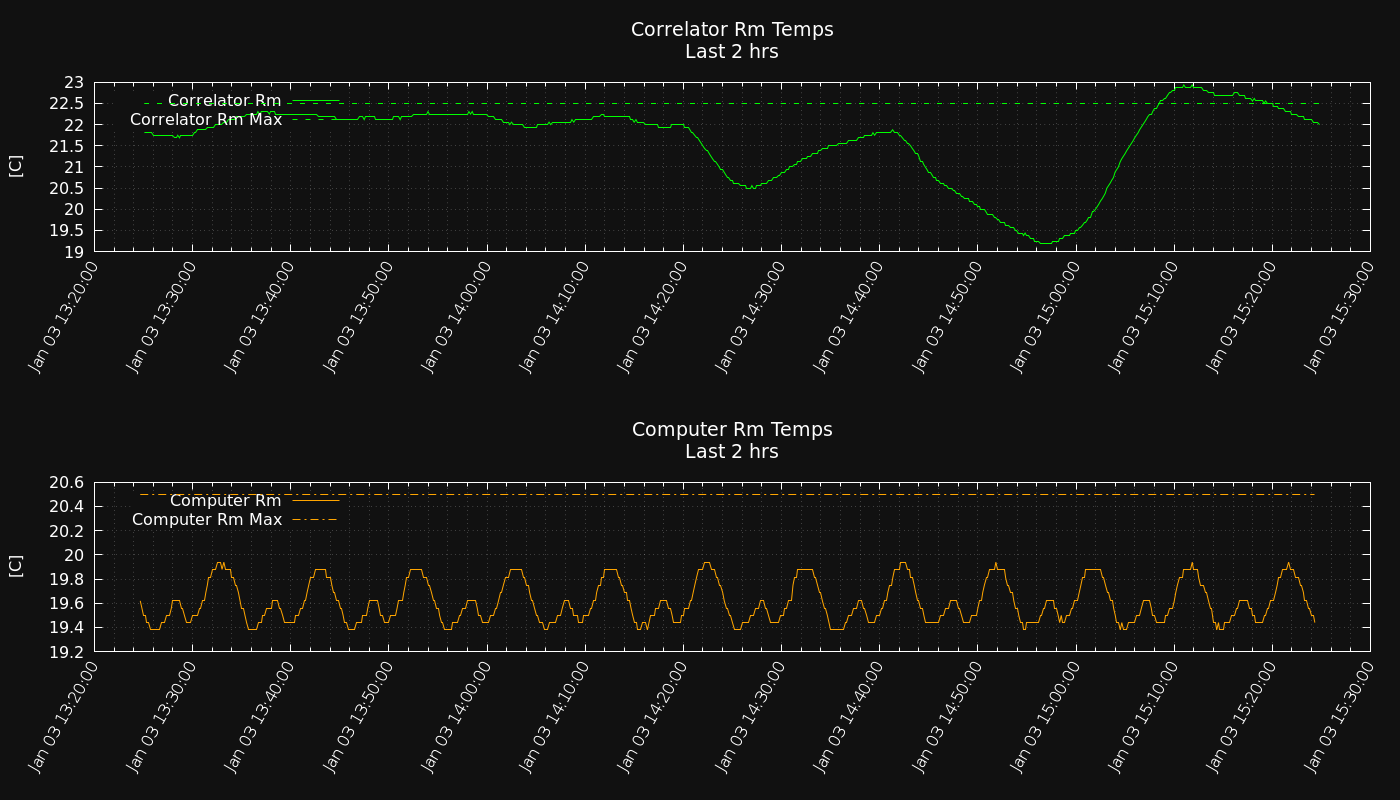 Correlator Rm Temps
Last 2 hrs
23
22.5
22
21.5
21
20.5
20
19.5
19
[C]
Correlator Rm
Correlator Rm Max
Jan 03 13:20:00
Jan 03 13:30:00
Jan 03 13:40:00
Jan 03 13:50:00
Jan 03 14:00:00
Jan 03 14:10:00
Jan 03 14:20:00
Jan 03 14:30:00
Jan 03 14:40:00
Jan 03 14:50:00
Jan 03 15:00:00
Jan 03 15:10:00
Jan 03 15:20:00
Jan 03 15:30:00
Computer Rm Temps
Last 2 hrs
20.6
20.4
20.2
20
19.8
19.6
19.4
19.2
[C]
Computer Rm
Computer Rm Max
Jan 03 13:20:00
Jan 03 13:30:00
Jan 03 13:40:00
Jan 03 13:50:00
Jan 03 14:00:00
Jan 03 14:10:00
Jan 03 14:20:00
Jan 03 14:30:00
Jan 03 14:40:00
Jan 03 14:50:00
Jan 03 15:00:00
Jan 03 15:10:00
Jan 03 15:20:00
Jan 03 15:30:00